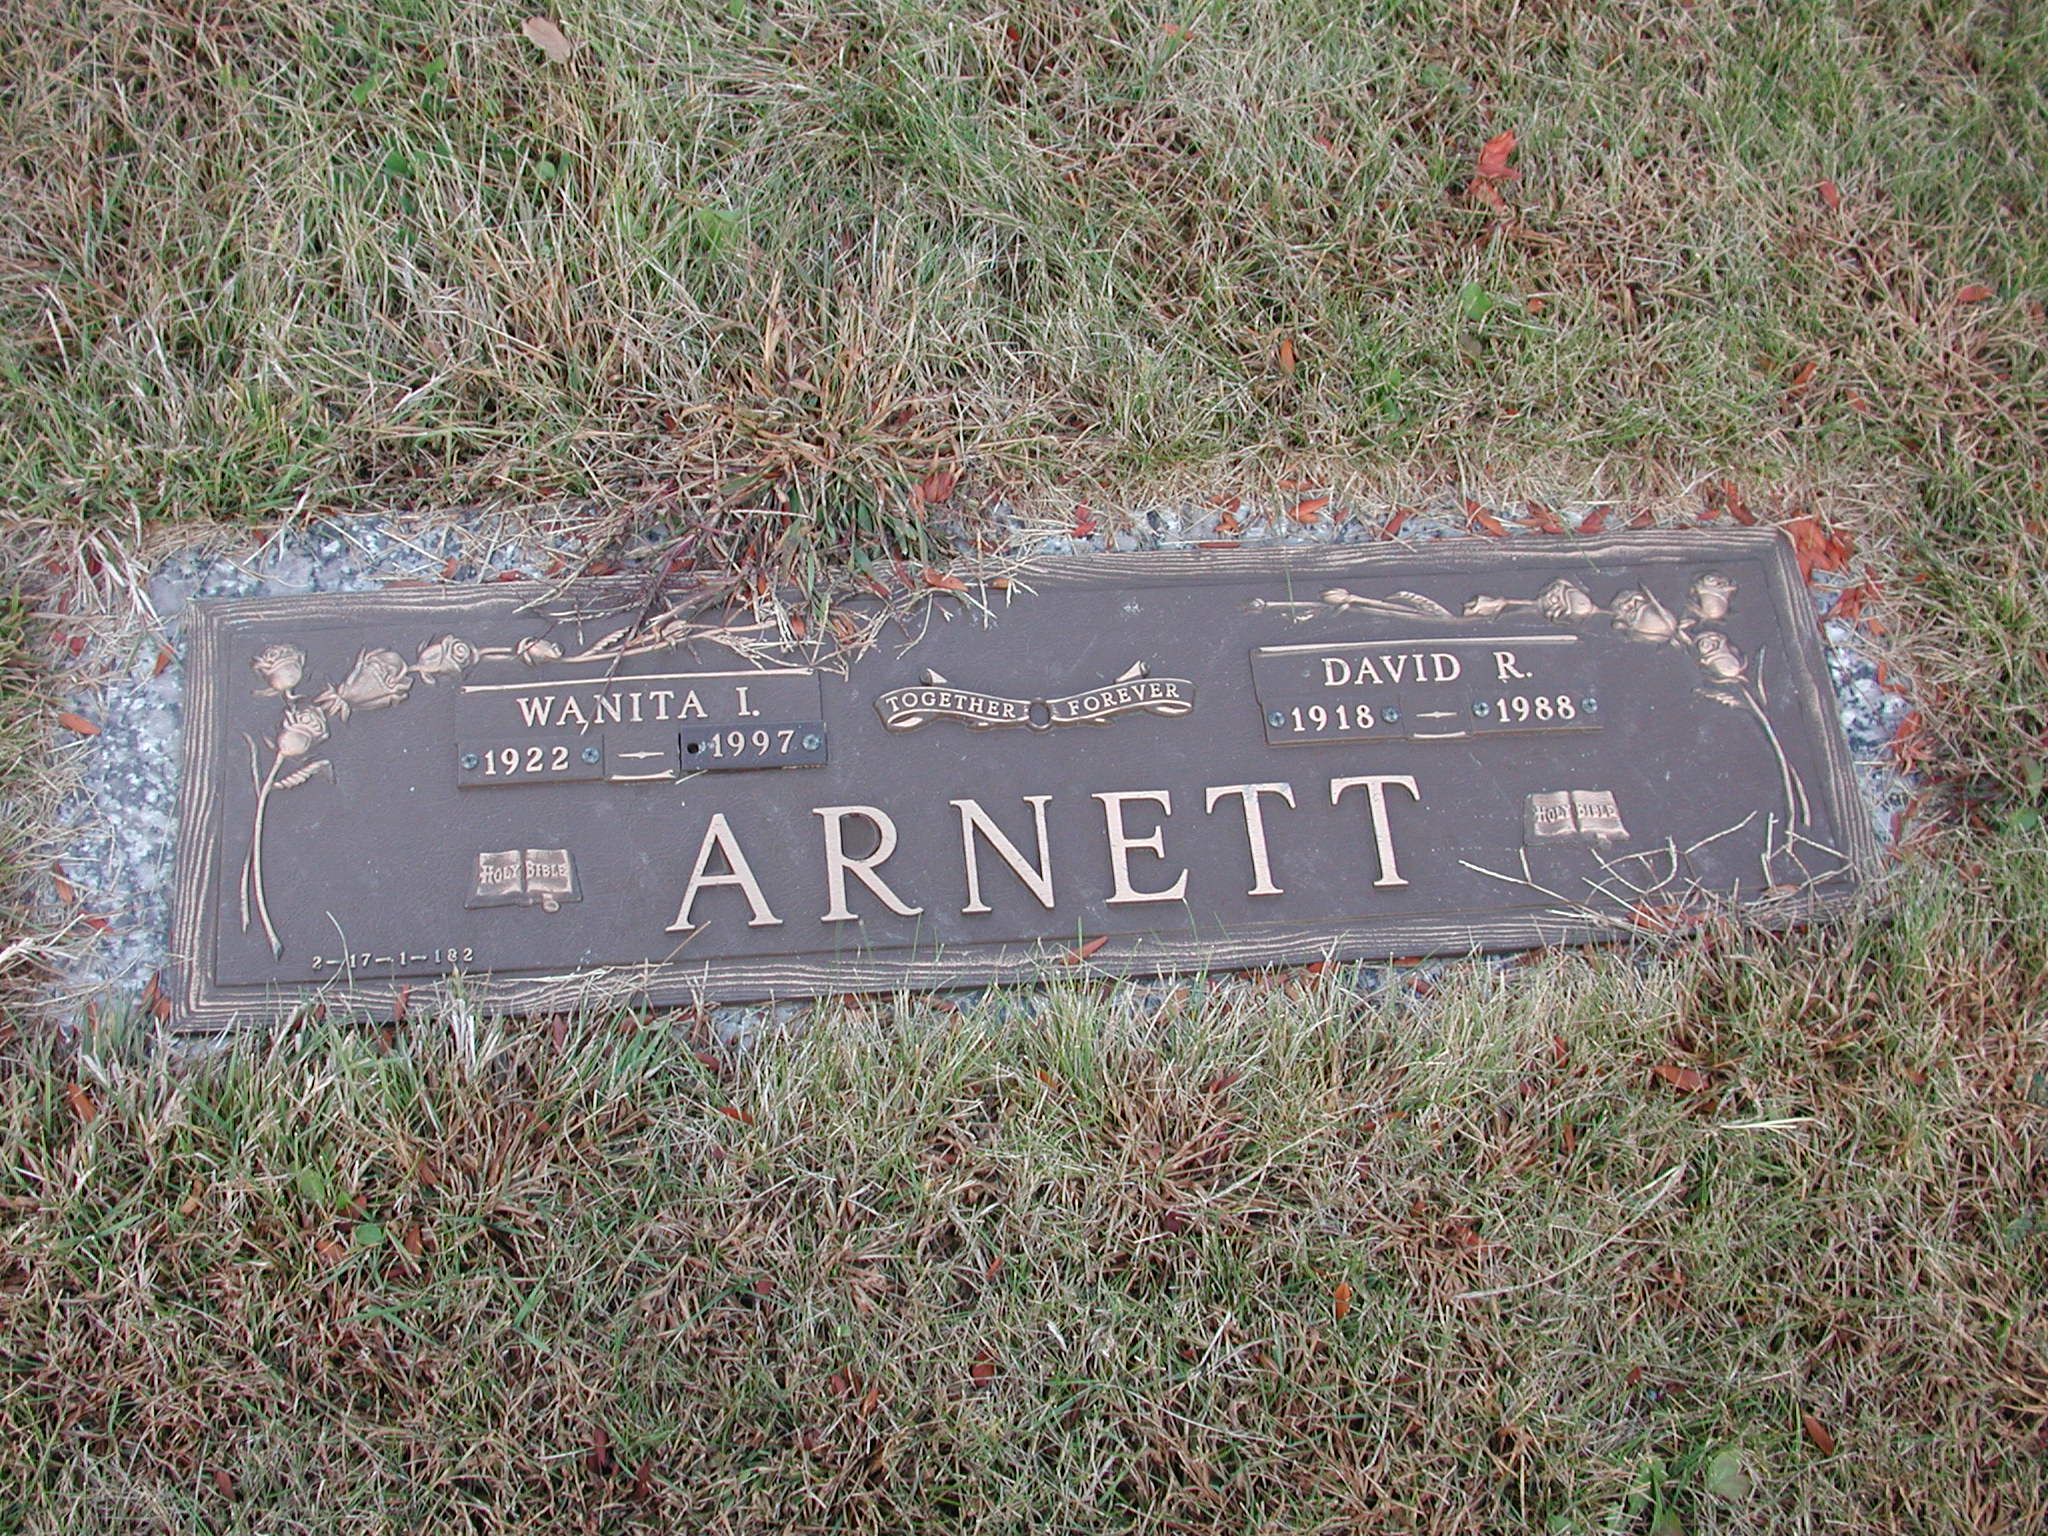 WANITA I.
1922 — 1997
TOGETHER FOREVER
DAVID R.
1918 — 1988
ARNETT
HOLY BIBLE
HOLY BIBLE
2-17-1-182